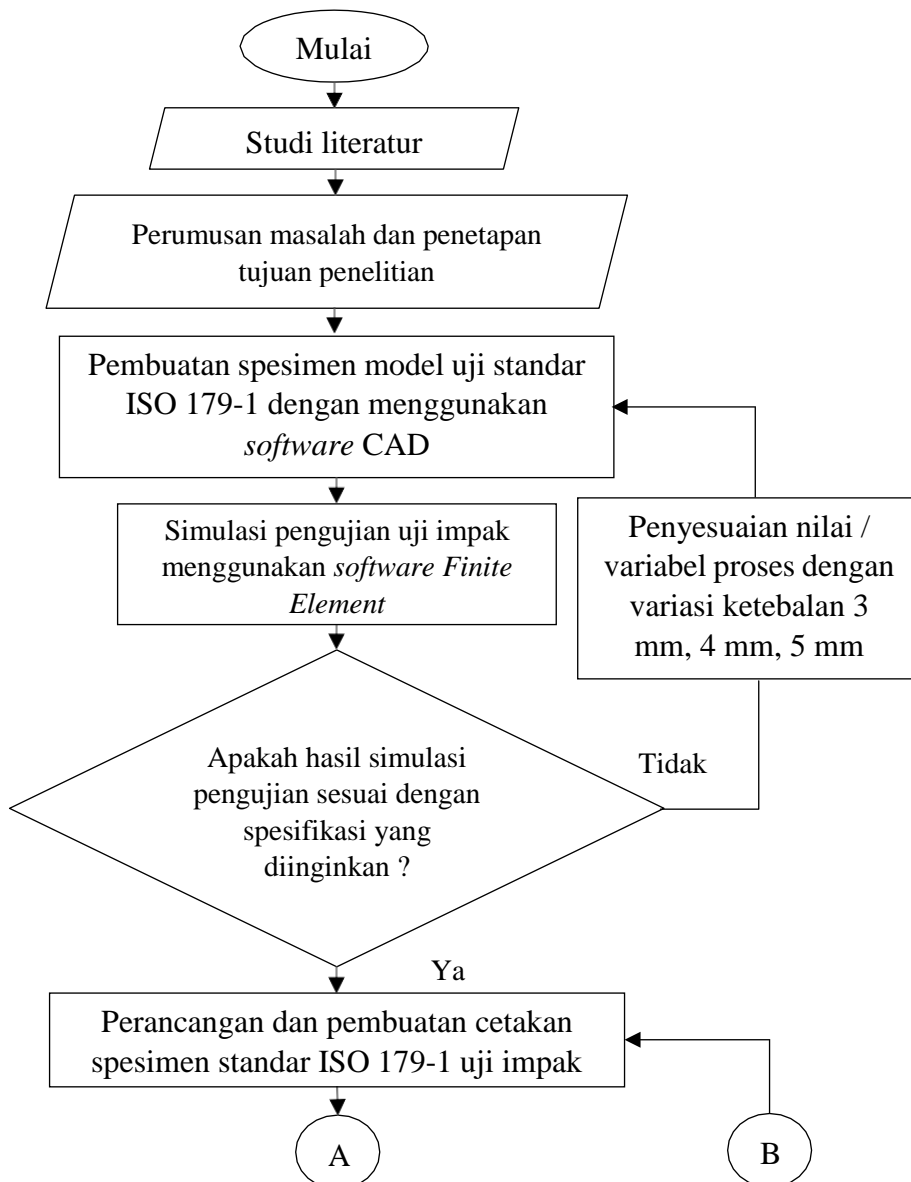 Mulai
Studi literatur
Perumusan masalah dan penetapan
tujuan penelitian
Pembuatan spesimen model uji standar
ISO 179-1 dengan menggunakan
software CAD
Simulasi pengujian uji impak
menggunakan software Finite
Element
Penyesuaian nilai /
variabel proses dengan
variasi ketebalan 3
mm, 4 mm, 5 mm
Apakah hasil simulasi
pengujian sesuai dengan
spesifikasi yang
diinginkan ?
Tidak
Ya
Perancangan dan pembuatan cetakan
spesimen standar ISO 179-1 uji impak
A
B